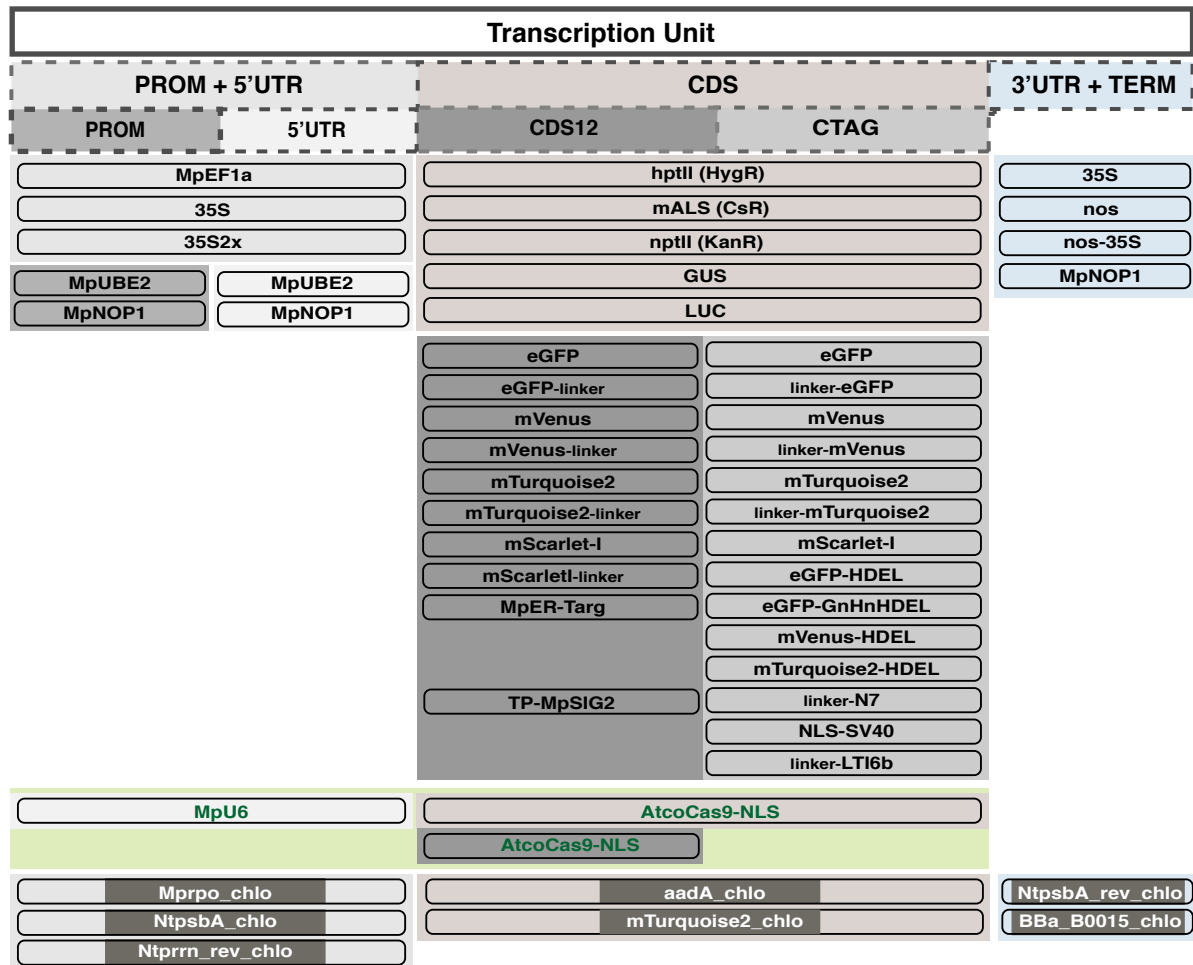 Transcription Unit
PROM + 5’UTR CDS 3’UTR + TERM
PROM 5’UTR CDS12 CTAG
MpEF1a hptII (HygR) 35S
35S mALS (CsR) nos
35S2x nptII (KanR) nos-35S
MpUBE2 MpUBE2 GUS MpNOP1
MpNOP1 MpNOP1 LUC
eGFP eGFP
eGFP-linker linker-eGFP
mVenus mVenus
mVenus-linker linker-mVenus
mTurquoise2 mTurquoise2
mTurquoise2-linker linker-mTurquoise2
mScarlet-I mScarlet-I
mScarletI-linker eGFP-HDEL
MpER-Targ eGFP-GnHnHDEL
mVenus-HDEL
mTurquoise2-HDEL
TP-MpSIG2 linker-N7
NLS-SV40
linker-LTI6b
MpU6 AtcoCas9-NLS
AtcoCas9-NLS
Mprpo_chlo aadA_chlo NtpsbA_rev_chlo
NtpsbA_chlo mTurquoise2_chlo BBa_B0015_chlo
Ntprrn_rev_chlo